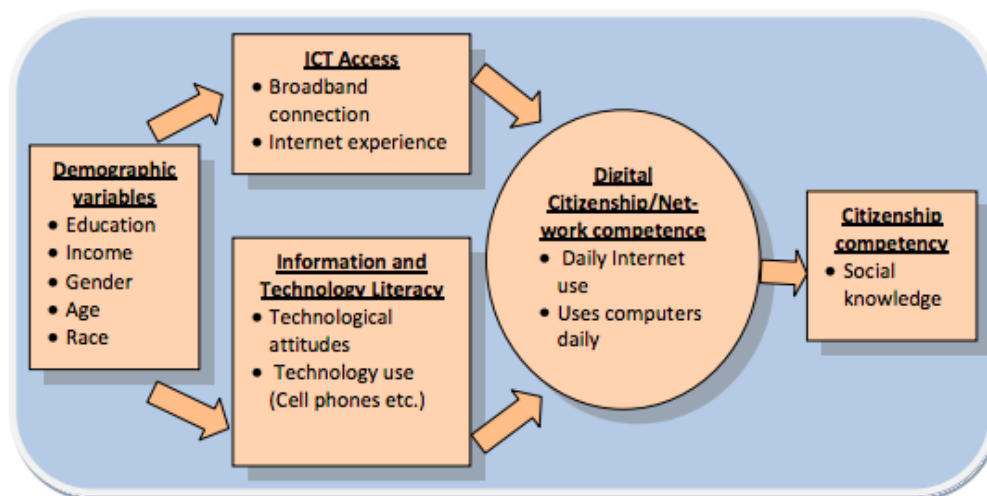 Demographic
variables
• Education
• Income
• Gender
• Age
• Race
ICT Access
• Broadband
connection
• Internet experience
Information and
Technology Literacy
• Technological
attitudes
• Technology use
(Cell phones etc.)
Digital
Citizenship/Net-
work competence
• Daily Internet
use
• Uses computers
daily
Citizenship
competency
• Social
knowledge